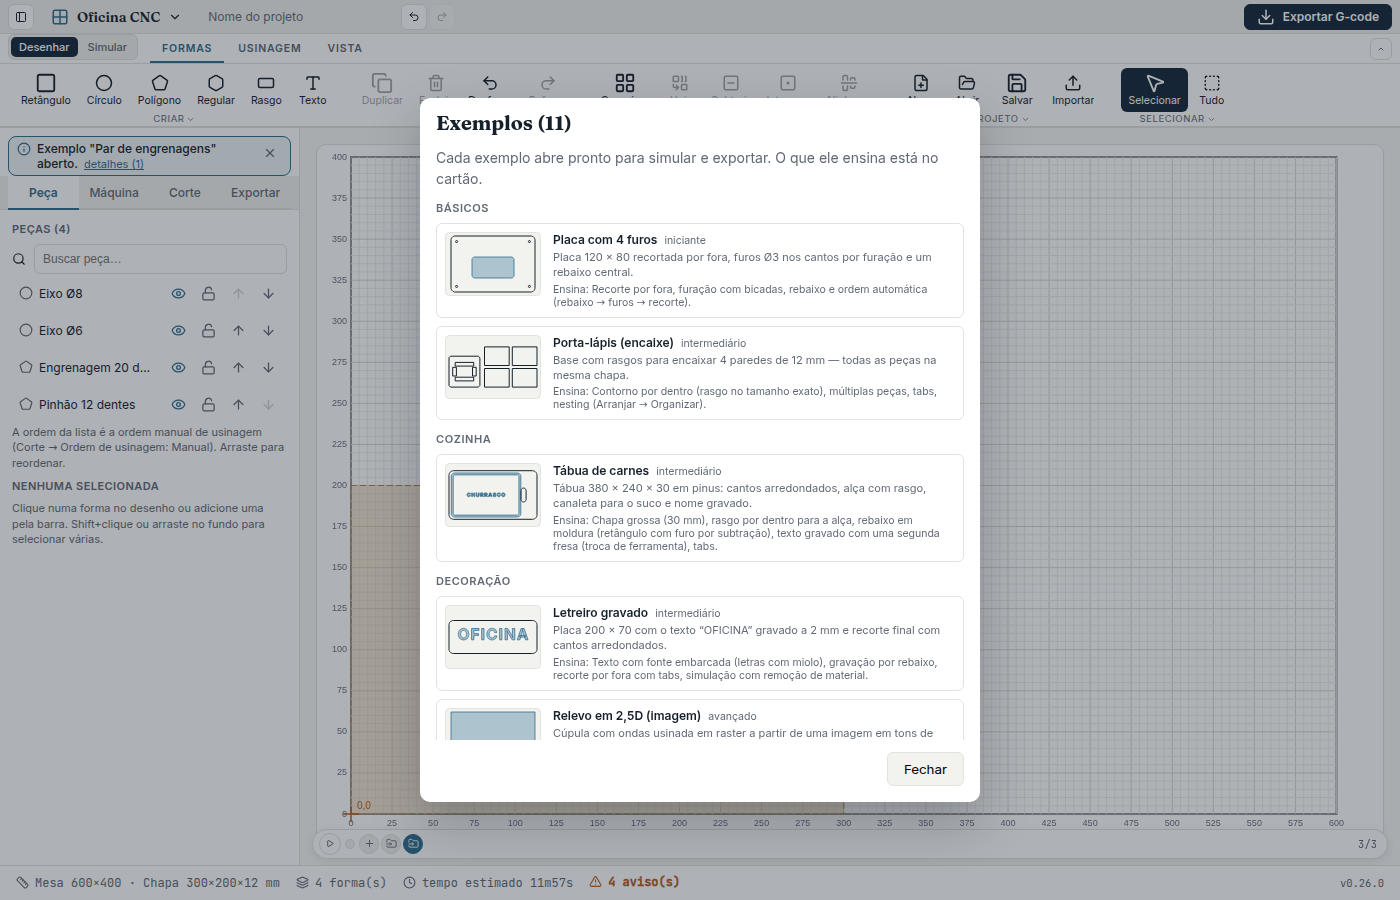 Oficina CNC
Nome do projeto
Exportar G-code
Desenhar
Simular
FORMAS
USINAGEM
VISTA
Retângulo
Círculo
Polígono
Regular
Rasgo
Texto
Duplicar
Salvar
Importar
Selecionar
Tudo
CRIAR
SELECIONAR
Exemplo "Par de engrenagens"
aberto. detalhes (1)
Peça
Máquina
Corte
Exportar
PEÇAS (4)
Buscar peça…
Eixo Ø8
Eixo Ø6
Engrenagem 20 d…
Pinhão 12 dentes
A ordem da lista é a ordem manual de usinagem
(Corte → Ordem de usinagem: Manual). Arraste para
reordenar.
NENHUMA SELECIONADA
Clique numa forma no desenho ou adicione uma
pela barra. Shift+clique ou arraste no fundo para
selecionar várias.
Exemplos (11)
Cada exemplo abre pronto para simular e exportar. O que ele ensina está no
cartão.
BÁSICOS
Placa com 4 furos iniciante
Placa 120 × 80 recortada por fora, furos Ø3 nos cantos por furação e um
rebaixo central.
Ensina: Recorte por fora, furação com bicadas, rebaixo e ordem automática
(rebaixo → furos → recorte).
Porta-lápis (encaixe) intermediário
Base com rasgos para encaixar 4 paredes de 12 mm — todas as peças na
mesma chapa.
Ensina: Contorno por dentro (rasgo no tamanho exato), múltiplas peças, tabs,
nesting (Arranjar → Organizar).
COZINHA
CHURRASCO
Tábua de carnes intermediário
Tábua 380 × 240 × 30 em pinus: cantos arredondados, alça com rasgo,
canaleta para o suco e nome gravado.
Ensina: Chapa grossa (30 mm), rasgo por dentro para a alça, rebaixo em
moldura (retângulo com furo por subtração), texto gravado com uma segunda
fresa (troca de ferramenta), tabs.
DECORAÇÃO
OFICINA
Letreiro gravado intermediário
Placa 200 × 70 com o texto “OFICINA” gravado a 2 mm e recorte final com
cantos arredondados.
Ensina: Texto com fonte embarcada (letras com miolo), gravação por rebaixo,
recorte por fora com tabs, simulação com remoção de material.
Relevo em 2,5D (imagem) avançado
Cúpula com ondas usinada em raster a partir de uma imagem em tons de
Fechar
400
375
350
325
300
275
250
225
200
175
150
125
100
75
50
25
0
0,0
0 25 50 75 100 125 150 175 200 225 250 275 300 325 350 375 400 425 450 475 500 525 550 575 600
3/3
Mesa 600×400 · Chapa 300×200×12 mm
4 forma(s)
tempo estimado 11m57s
4 aviso(s)
v0.26.0